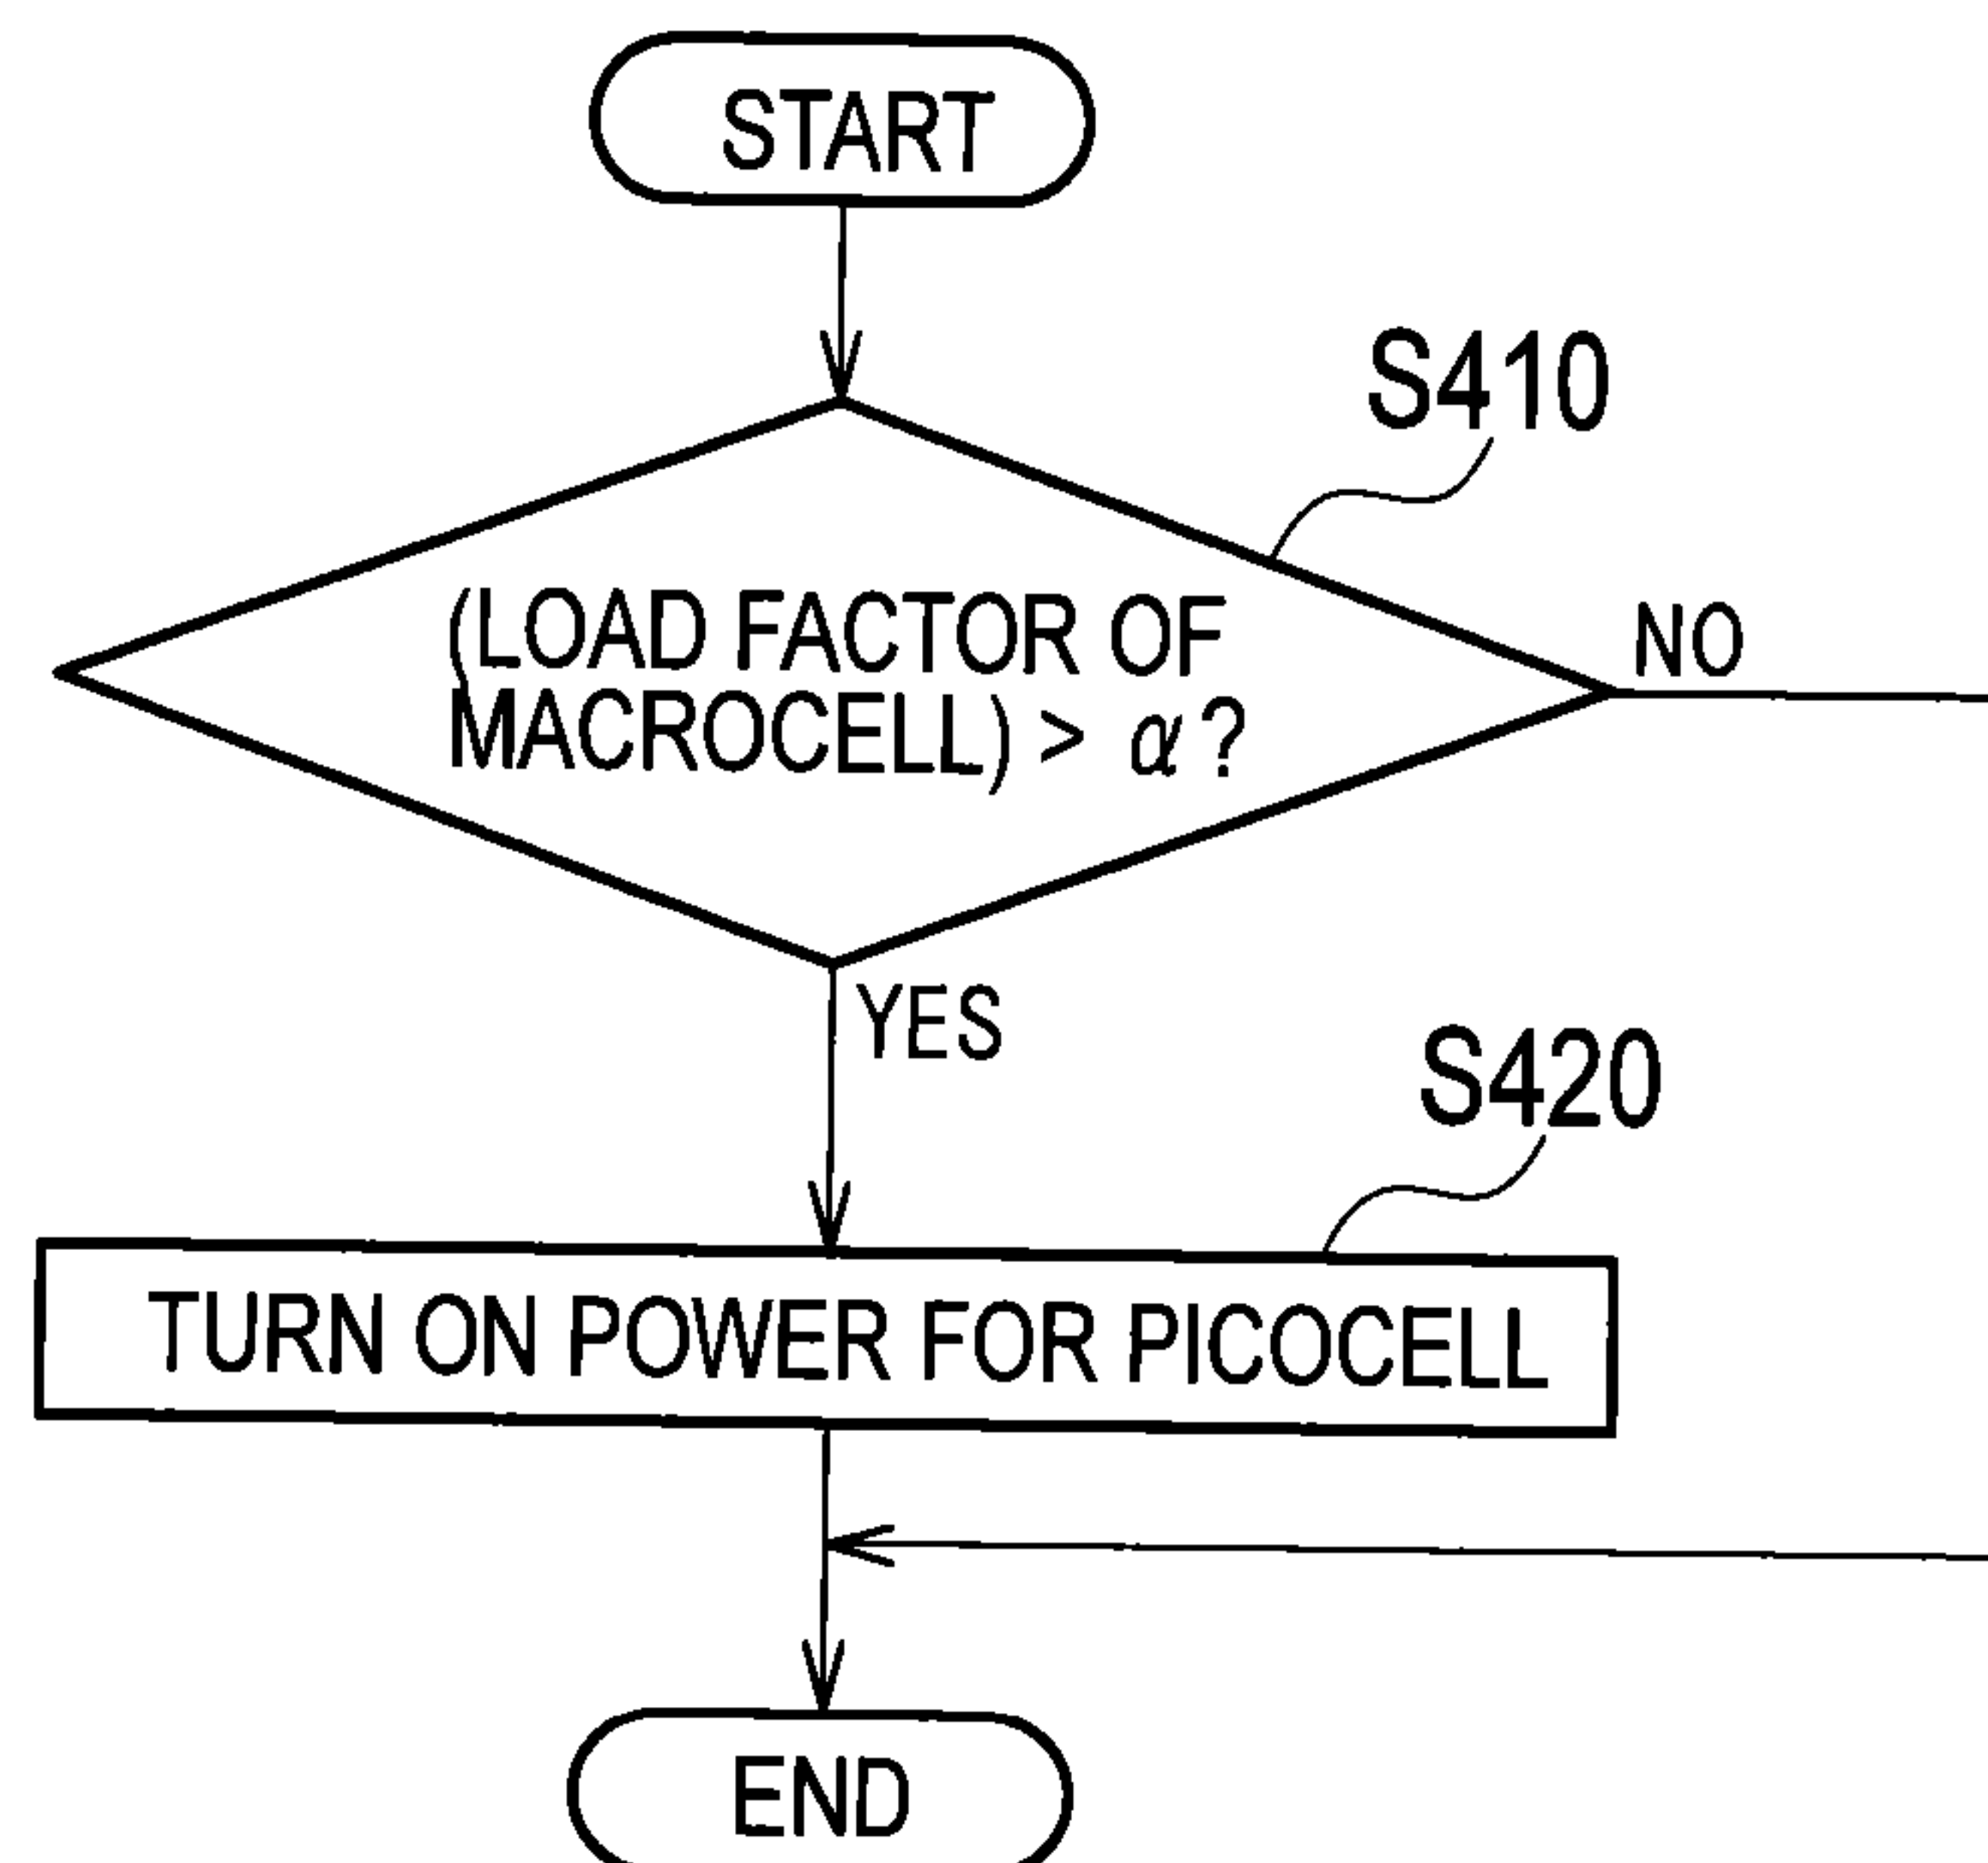 START
S410
(LOAD FACTOR OF
MACROCELL) > α?
NO
YES
S420
TURN ON POWER FOR PICOCELL
END